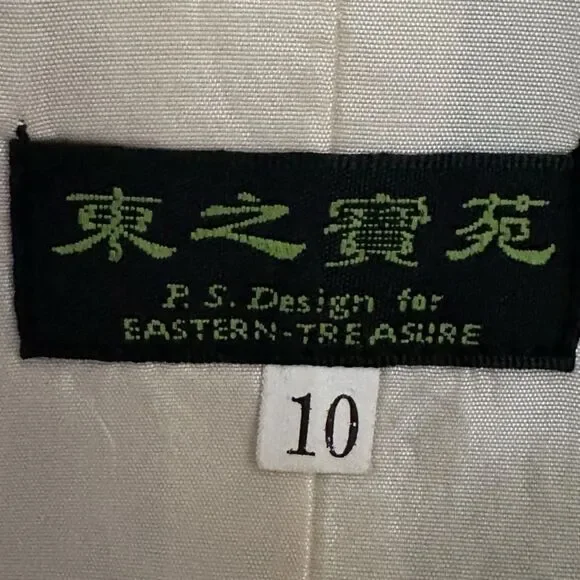 東之寶苑
P. S. Design for
EASTERN-TREASURE
10